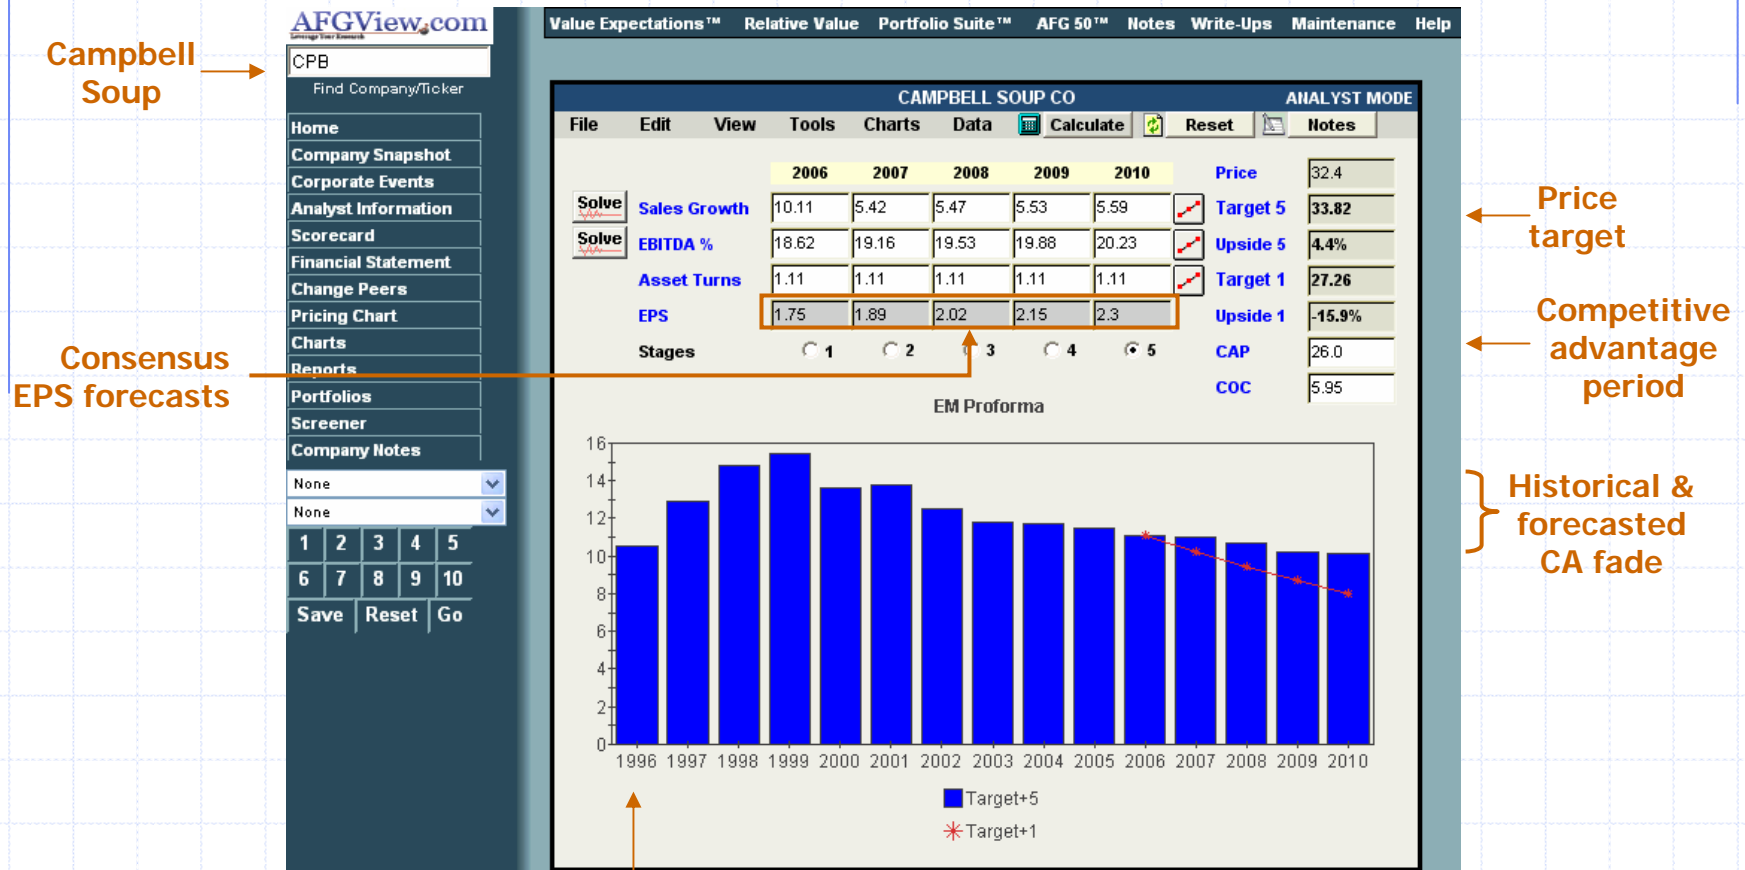 AFGView.com
Leverage Your Research
Value Expectations™ Relative Value Portfolio Suite™ AFG 50™ Notes Write-Ups Maintenance Help
Campbell
Soup
CPB
Find Company/Ticker
CAMPBELL SOUP CO ANALYST MODE
File Edit View Tools Charts Data Calculate Reset Notes
Home
Company Snapshot
Corporate Events
Analyst Information
Scorecard
Financial Statement
Change Peers
Pricing Chart
Charts
Reports
Portfolios
Screener
Company Notes
None
None
1 2 3 4 5
6 7 8 9 10
Save Reset Go
2006 2007 2008 2009 2010 Price 32.4
Solve Sales Growth 10.11 5.42 5.47 5.53 5.59 Target 5 33.82
Solve EBITDA % 18.62 19.16 19.53 19.88 20.23 Upside 5 4.4%
Asset Turns 1.11 1.11 1.11 1.11 1.11 Target 1 27.26
EPS 1.75 1.89 2.02 2.15 2.3 Upside 1 -15.9%
Stages 1 2 3 4 5 CAP 26.0
COC 5.95
Price
target
Competitive
advantage
period
Consensus
EPS forecasts
EM Proforma
16
14
12
10
8
6
4
2
0
1996 1997 1998 1999 2000 2001 2002 2003 2004 2005 2006 2007 2008 2009 2010
Target+5
Target+1
Historical &
forecasted
CA fade